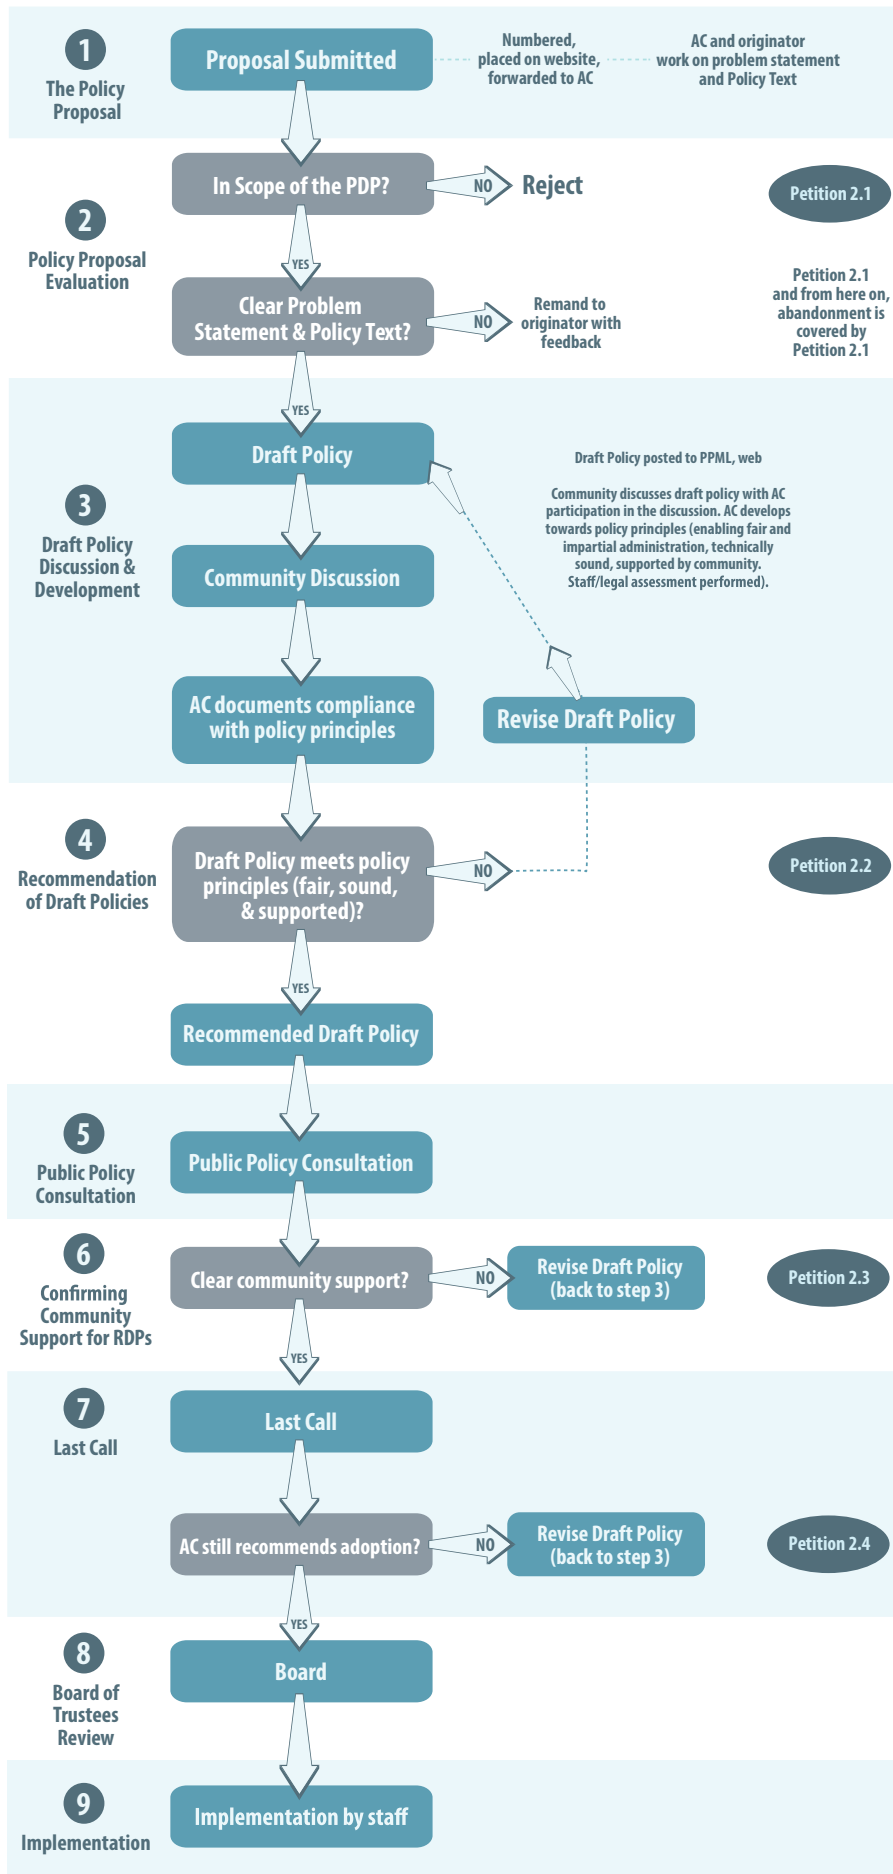 1
The Policy
Proposal
Proposal Submitted
Numbered,
placed on website,
forwarded to AC
AC and originator
work on problem statement
and Policy Text
2
Policy Proposal
Evaluation
In Scope of the PDP?
NO
Reject
Petition 2.1
YES
Clear Problem
Statement & Policy Text?
NO
Remand to
originator with
feedback
Petition 2.1
and from here on,
abandonment is
covered by
Petition 2.1
YES
3
Draft Policy
Discussion &
Development
Draft Policy
Draft Policy posted to PPML, web
Community discusses draft policy with AC
participation in the discussion. AC develops
towards policy principles (enabling fair and
impartial administration, technically
sound, supported by community.
Staff/legal assessment performed).
Community Discussion
AC documents compliance
with policy principles
Revise Draft Policy
4
Recommendation
of Draft Policies
Draft Policy meets policy
principles (fair, sound,
& supported)?
NO
Petition 2.2
YES
Recommended Draft Policy
5
Public Policy
Consultation
Public Policy Consultation
6
Confirming
Community
Support for RDPs
Clear community support?
NO
Revise Draft Policy
(back to step 3)
Petition 2.3
YES
7
Last Call
Last Call
AC still recommends adoption?
NO
Revise Draft Policy
(back to step 3)
Petition 2.4
YES
8
Board of
Trustees
Review
Board
9
Implementation
Implementation by staff